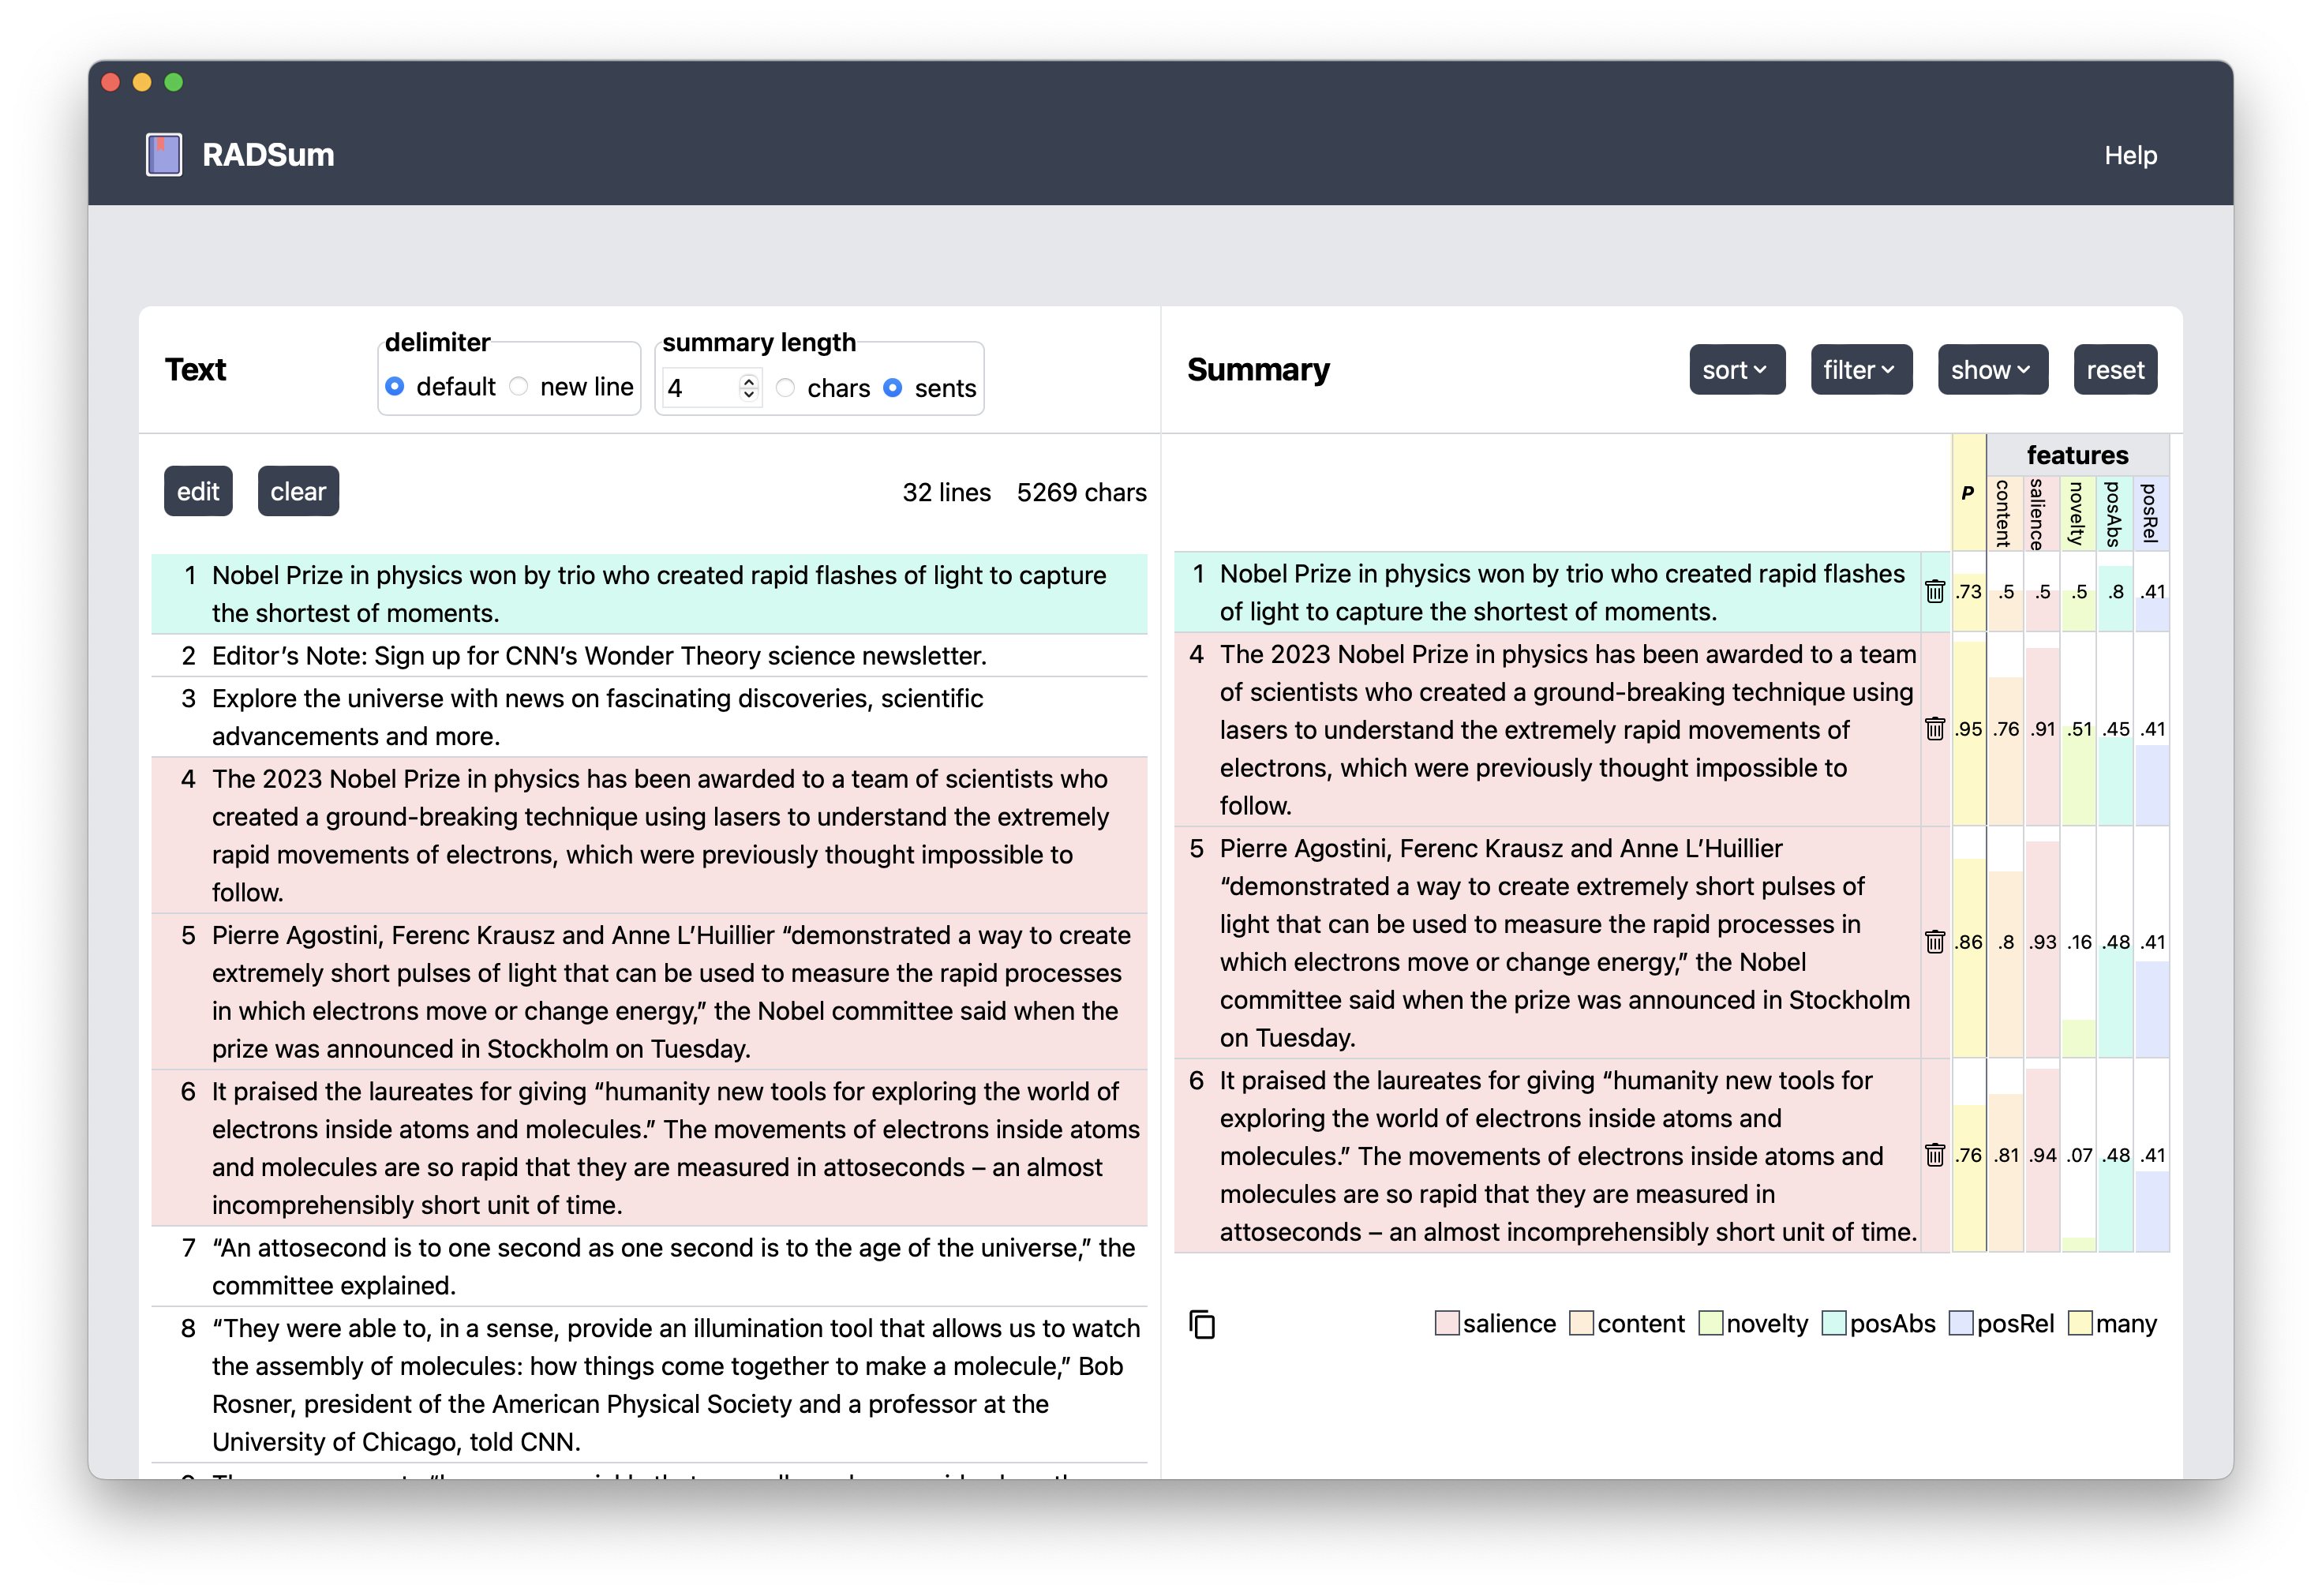 RADSum
Help
Text
delimiter
default
new line
summary length
4
chars
sents
Summary
sort
filter
show
reset
edit
clear
32 lines
5269 chars
1 Nobel Prize in physics won by trio who created rapid flashes of light to capture
the shortest of moments.
2 Editor’s Note: Sign up for CNN’s Wonder Theory science newsletter.
3 Explore the universe with news on fascinating discoveries, scientific
advancements and more.
4 The 2023 Nobel Prize in physics has been awarded to a team of scientists who
created a ground-breaking technique using lasers to understand the extremely
rapid movements of electrons, which were previously thought impossible to
follow.
5 Pierre Agostini, Ferenc Krausz and Anne L’Huillier “demonstrated a way to create
extremely short pulses of light that can be used to measure the rapid processes
in which electrons move or change energy,” the Nobel committee said when the
prize was announced in Stockholm on Tuesday.
6 It praised the laureates for giving “humanity new tools for exploring the world of
electrons inside atoms and molecules.” The movements of electrons inside atoms
and molecules are so rapid that they are measured in attoseconds – an almost
incomprehensibly short unit of time.
7 “An attosecond is to one second as one second is to the age of the universe,” the
committee explained.
8 “They were able to, in a sense, provide an illumination tool that allows us to watch
the assembly of molecules: how things come together to make a molecule,” Bob
Rosner, president of the American Physical Society and a professor at the
University of Chicago, told CNN.
features
P
content
salience
novelty
posAbs
posRel
1 Nobel Prize in physics won by trio who created rapid flashes
of light to capture the shortest of moments.
.73 .5 .5 .5 .8 .41
4 The 2023 Nobel Prize in physics has been awarded to a team
of scientists who created a ground-breaking technique using
lasers to understand the extremely rapid movements of
electrons, which were previously thought impossible to
follow.
.95 .76 .91 .51 .45 .41
5 Pierre Agostini, Ferenc Krausz and Anne L’Huillier
“demonstrated a way to create extremely short pulses of
light that can be used to measure the rapid processes in
which electrons move or change energy,” the Nobel
committee said when the prize was announced in Stockholm
on Tuesday.
.86 .8 .93 .16 .48 .41
6 It praised the laureates for giving “humanity new tools for
exploring the world of electrons inside atoms and
molecules.” The movements of electrons inside atoms and
molecules are so rapid that they are measured in
attoseconds – an almost incomprehensibly short unit of time.
.76 .81 .94 .07 .48 .41
salience
content
novelty
posAbs
posRel
many